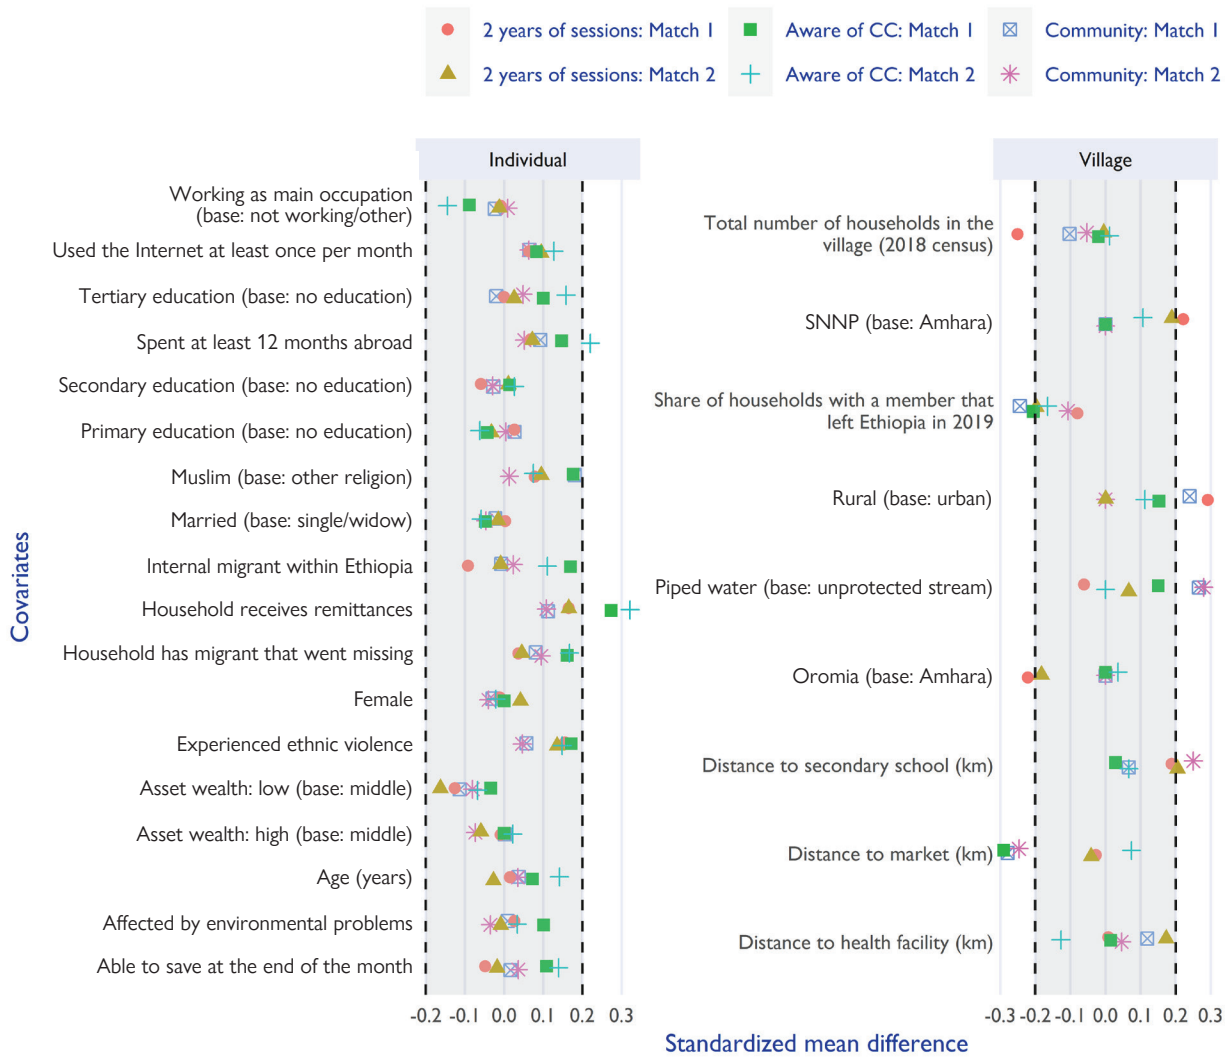 2 years of sessions: Match 1
Aware of CC: Match 1
Community: Match 1
2 years of sessions: Match 2
Aware of CC: Match 2
Community: Match 2
Individual
Village
Covariates
Working as main occupation
(base: not working/other)
Used the Internet at least once per month
Tertiary education (base: no education)
Spent at least 12 months abroad
Secondary education (base: no education)
Primary education (base: no education)
Muslim (base: other religion)
Married (base: single/widow)
Internal migrant within Ethiopia
Household receives remittances
Household has migrant that went missing
Female
Experienced ethnic violence
Asset wealth: low (base: middle)
Asset wealth: high (base: middle)
Age (years)
Affected by environmental problems
Able to save at the end of the month
-0.2 -0.1 0.0 0.1 0.2 0.3
Total number of households in the
village (2018 census)
SNNP (base: Amhara)
Share of households with a member that
left Ethiopia in 2019
Rural (base: urban)
Piped water (base: unprotected stream)
Oromia (base: Amhara)
Distance to secondary school (km)
Distance to market (km)
Distance to health facility (km)
-0.3 -0.2 -0.1 0.0 0.1 0.2 0.3
Standardized mean difference